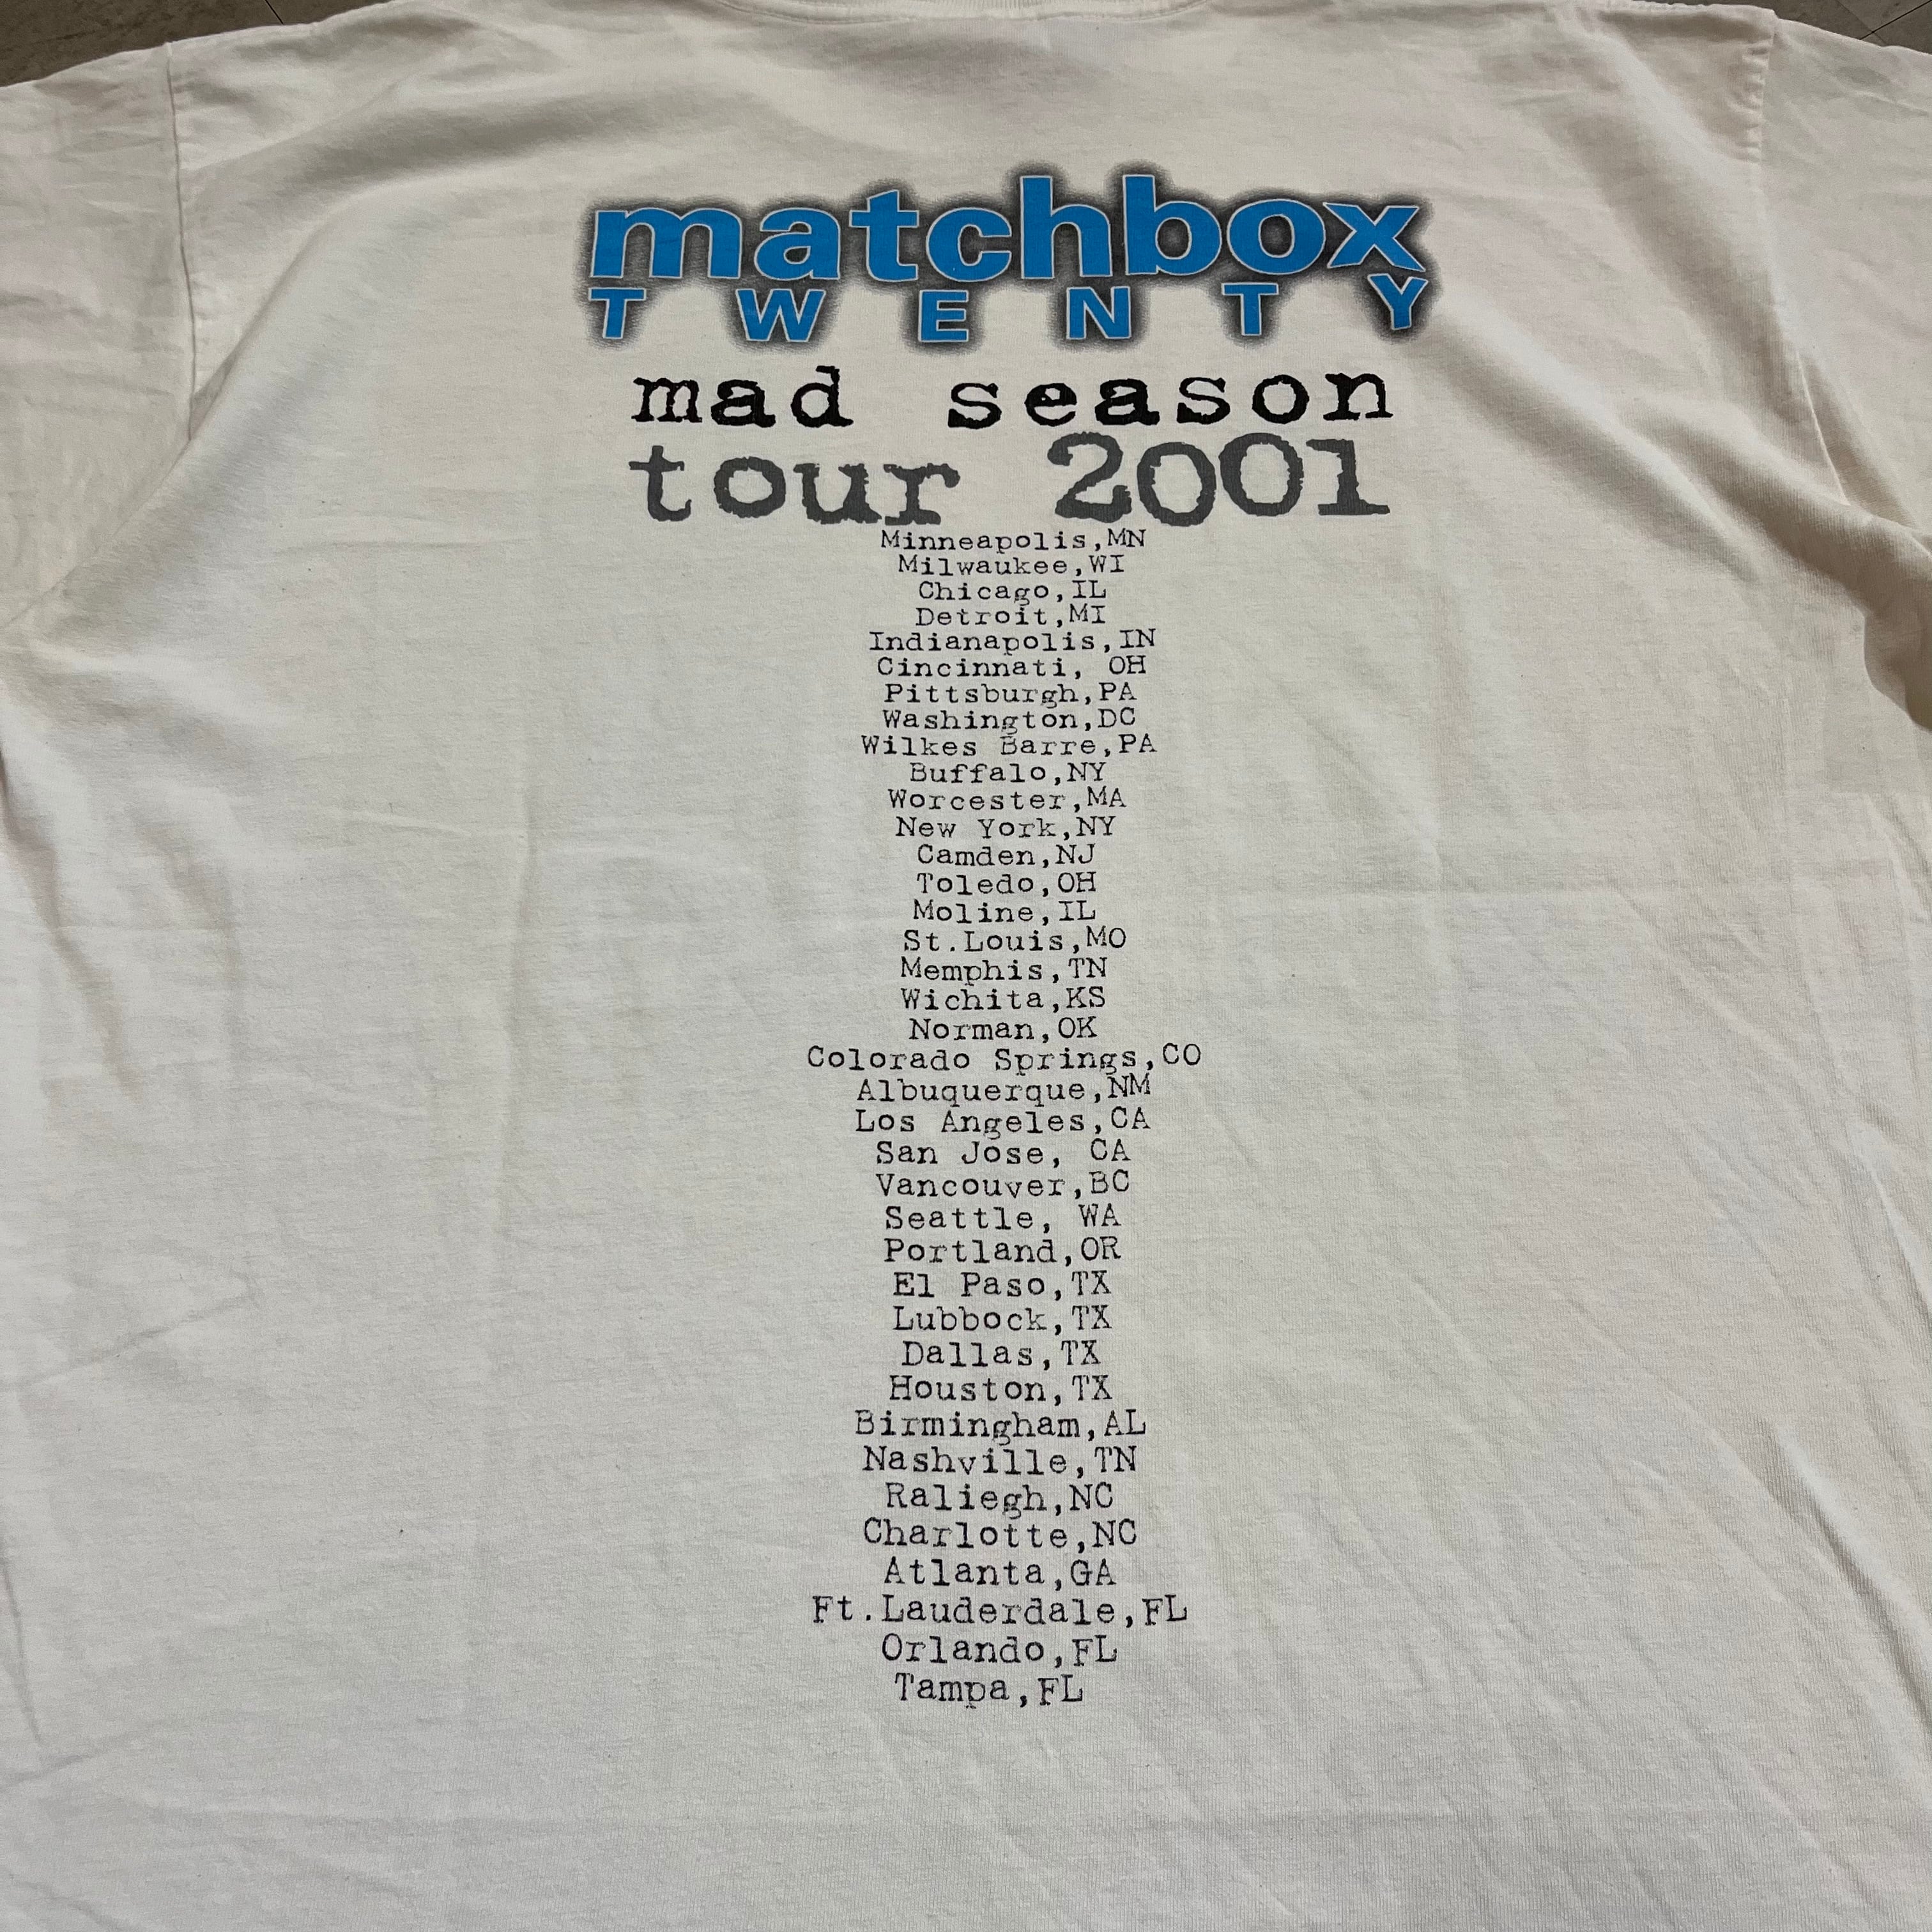 matchbox
TWENTY
mad season
tour 2001
Minneapolis,MN
Milwaukee,WI
Chicago,IL
Detroit,MI
Indianapolis,IN
Cincinnati, OH
Pittsburgh,PA
Washington,DC
Wilkes Barre,PA
Buffalo,NY
Worcester,MA
New York,NY
Camden,NJ
Toledo,OH
Moline,IL
St.Louis,MO
Memphis,TN
Wichita,KS
Norman,OK
Colorado Springs,CO
Albuquerque,NM
Los Angeles,CA
San Jose, CA
Vancouver,BC
Seattle, WA
Portland,OR
El Paso,TX
Lubbock,TX
Dallas,TX
Houston,TX
Birmingham,AL
Nashville,TN
Raliegh,NC
Charlotte,NC
Atlanta,GA
Ft.Lauderdale,FL
Orlando,FL
Tampa,FL